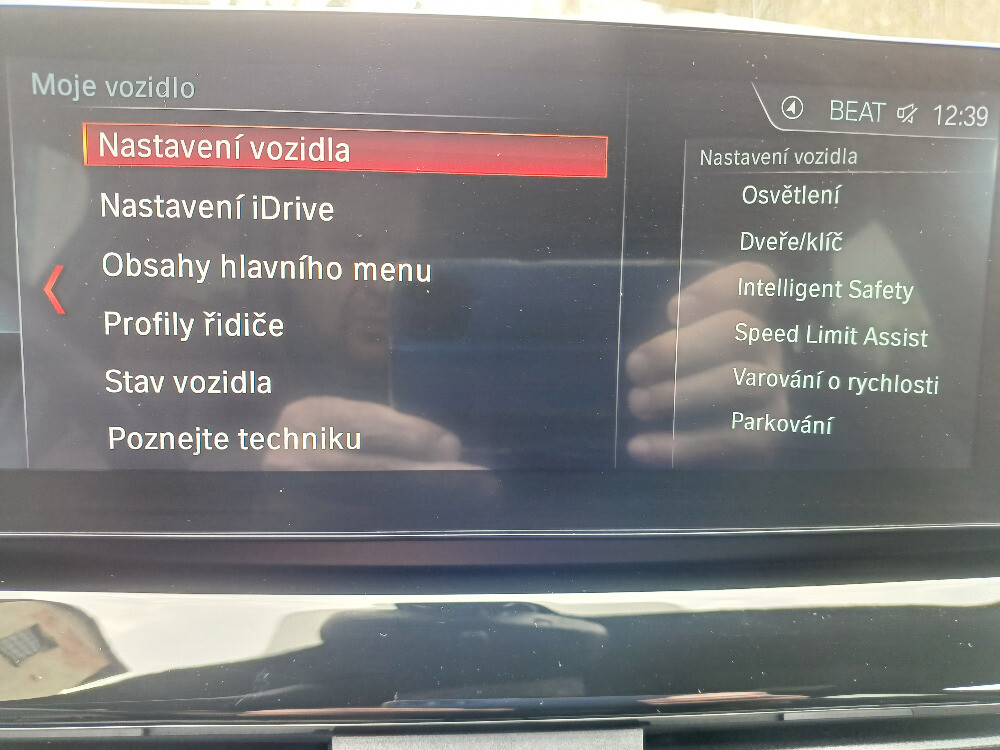 Moje vozidlo
BEAT 12:39
Nastavení vozidla
Nastavení iDrive
Obsahy hlavního menu
Profily řidiče
Stav vozidla
Poznejte techniku
Nastavení vozidla
Osvětlení
Dveře/klíč
Intelligent Safety
Speed Limit Assist
Varování o rychlosti
Parkování